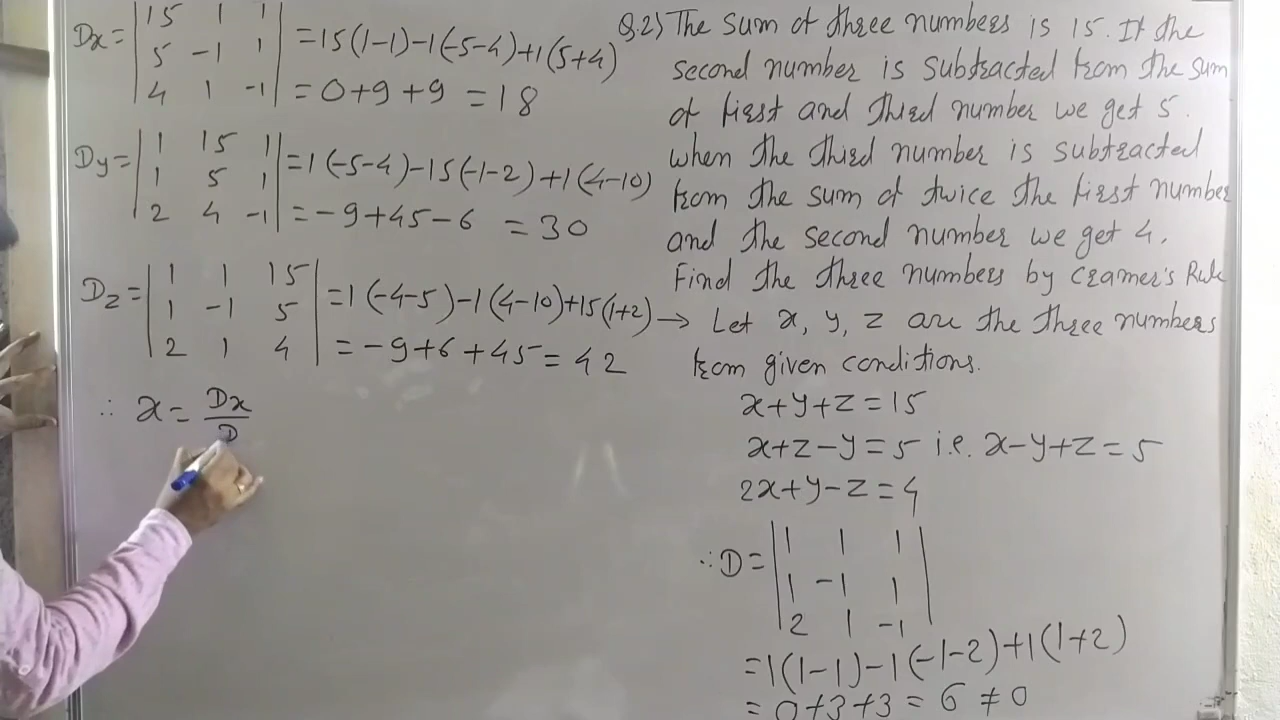 Dx = | 15 1 1 | = 15(1-1)-1(-5-4)+1(5+4)
| 5 -1 1 |
| 4 1 -1 | = 0+9+9 = 18
Dy = | 1 15 1 | = 1(-5-4)-15(-1-2)+1(4-10)
| 1 5 1 |
| 2 4 -1 | = -9+45-6 = 30
Dz = | 1 1 15 | = 1(-4-5)-1(4-10)+15(1+2)
| 1 -1 5 |
| 2 1 4 | = -9+6+45 = 42
∴ x = Dx/D
Q.2) The sum of three numbers is 15. If the
second number is subtracted from the sum
of first and third number we get 5.
When the third number is subtracted
from the sum of twice the first number
and the second number we get 4.
Find the three numbers by Cramer's Rule
→ Let x, y, z are the three numbers
from given conditions.
x+y+z = 15
x+z-y = 5 i.e. x-y+z = 5
2x+y-z = 4
∴ D = | 1 1 1 |
| 1 -1 1 |
| 2 1 -1 |
= 1(1-1)-1(-1-2)+1(1+2)
= 0+3+3 = 6 ≠ 0